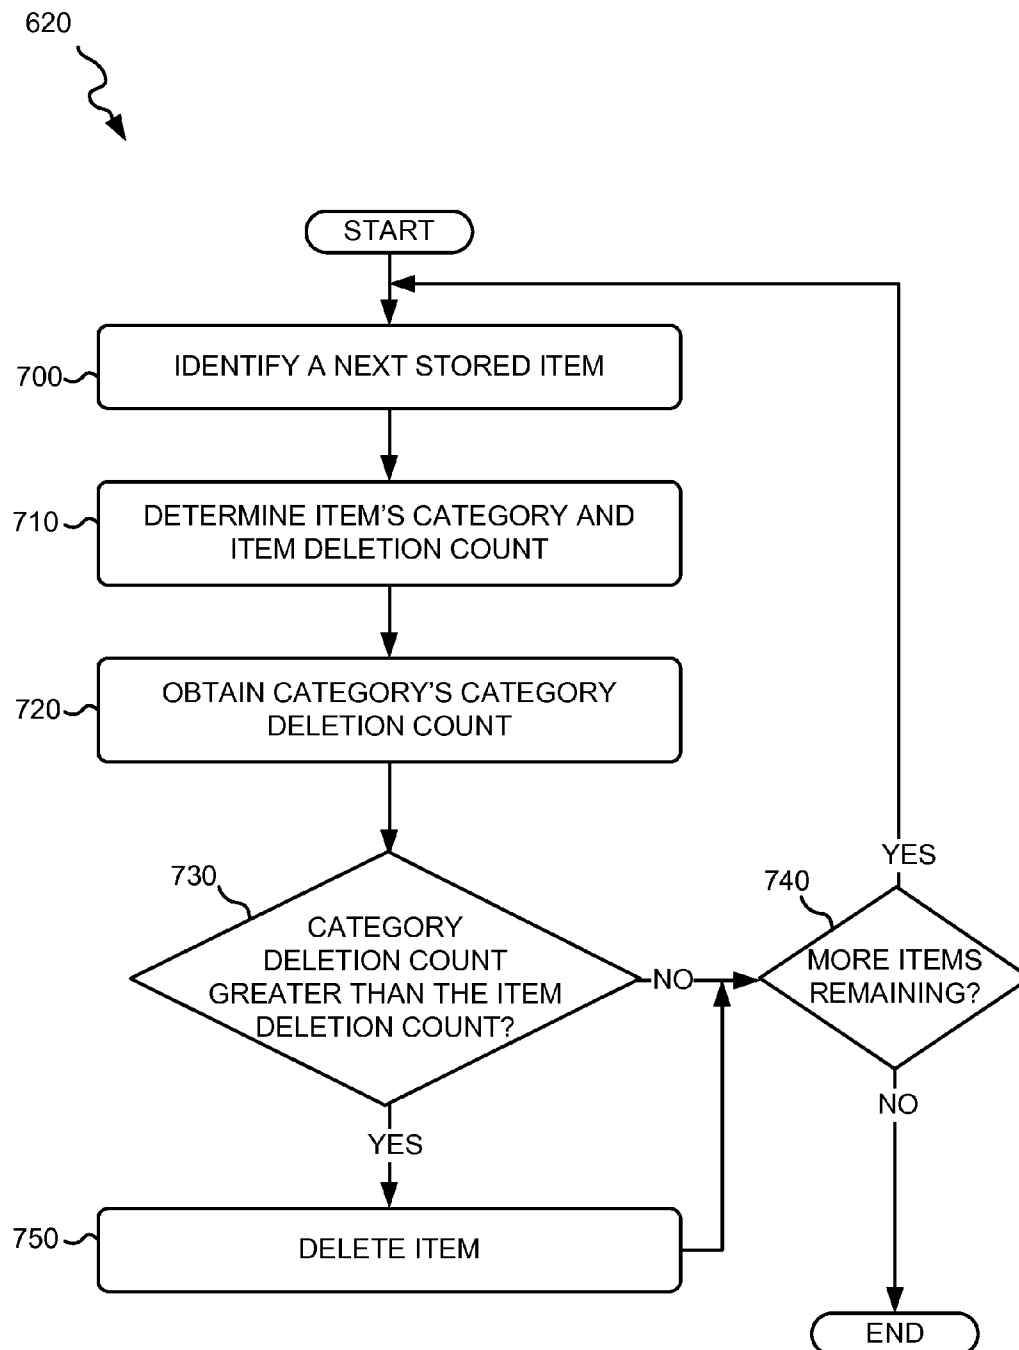 620
START
700
IDENTIFY A NEXT STORED ITEM
710
DETERMINE ITEM'S CATEGORY AND
ITEM DELETION COUNT
720
OBTAIN CATEGORY'S CATEGORY
DELETION COUNT
730
CATEGORY
DELETION COUNT
GREATER THAN THE ITEM
DELETION COUNT?
NO
YES
740
MORE ITEMS
REMAINING?
YES
NO
750
DELETE ITEM
END